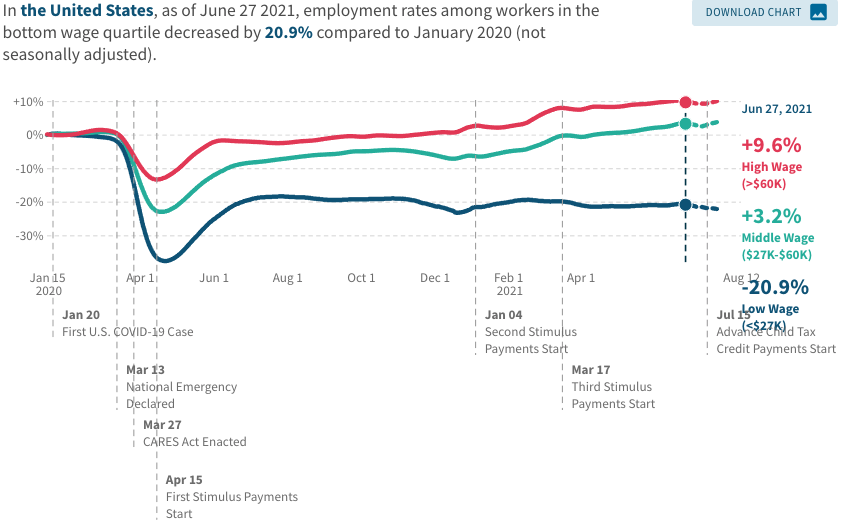 In the United States, as of June 27 2021, employment rates among workers in the
bottom wage quartile decreased by 20.9% compared to January 2020 (not
seasonally adjusted).
DOWNLOAD CHART
+10%
0%
-10%
-20%
-30%
Jun 27, 2021
+9.6%
High Wage
(>$60K)
+3.2%
Middle Wage
($27K-$60K)
-20.9%
Low Wage
(<$27K)
Jan 15
2020
Apr 1
Jun 1
Aug 1
Oct 1
Dec 1
Feb 1
2021
Apr 1
Aug 12
Jan 20
First U.S. COVID-19 Case
Jan 04
Second Stimulus
Payments Start
Jul 15
Advance Child Tax
Credit Payments Start
Mar 13
National Emergency
Declared
Mar 17
Third Stimulus
Payments Start
Mar 27
CARES Act Enacted
Apr 15
First Stimulus Payments
Start